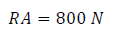 RA = 800 N